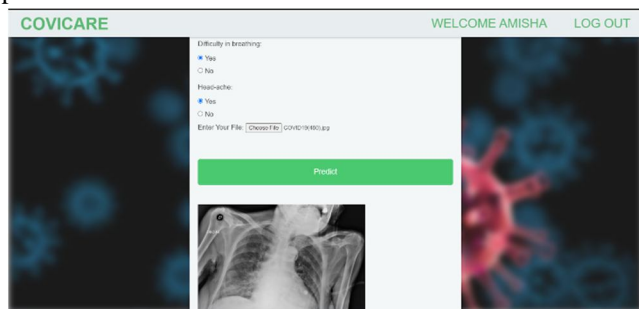 COVICARE WELCOME AMISHA LOG OUT
Difficulty in breathing:
Yes
No
Head-ache:
Yes
No
Enter Your File: Choose File
Predict